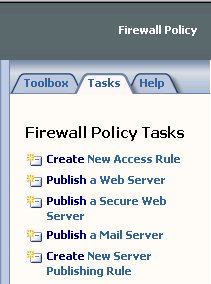 Firewall Policy
Toolbox Tasks Help
Firewall Policy Tasks
Create New Access Rule
Publish a Web Server
Publish a Secure Web
Server
Publish a Mail Server
Create New Server
Publishing Rule